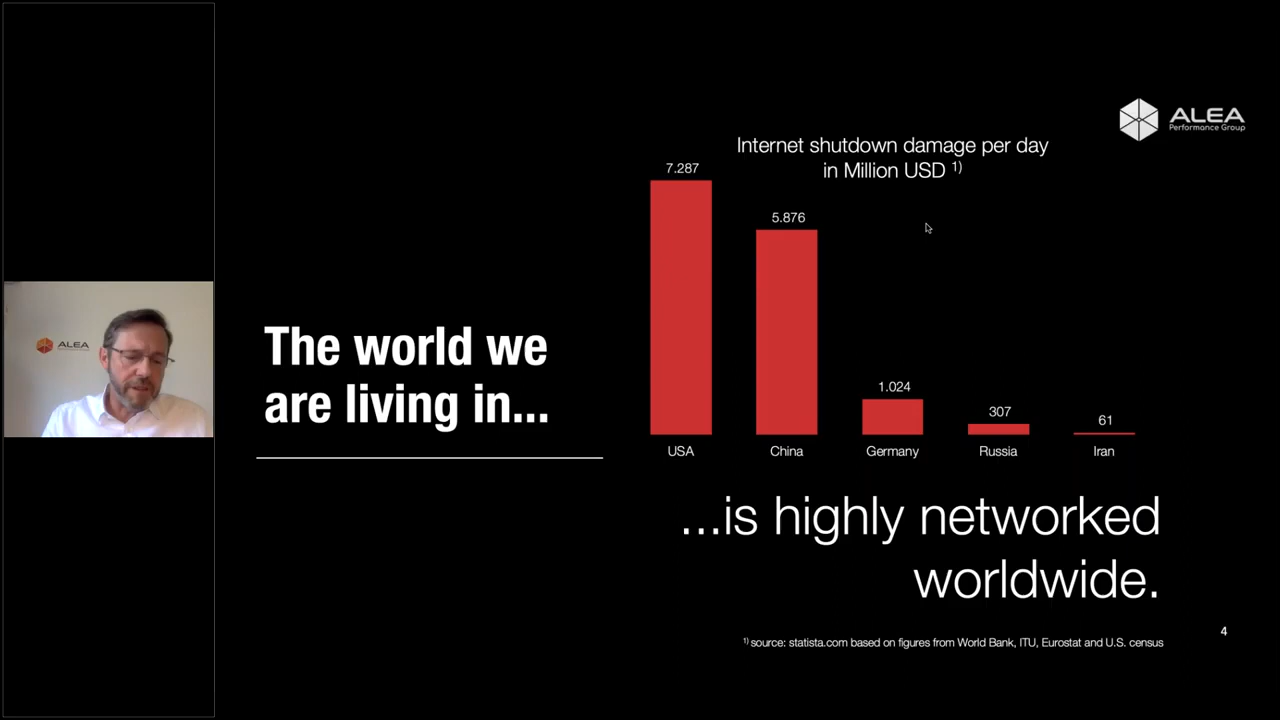 ALEA
Performance Group
Internet shutdown damage per day
in Million USD 1)
7.287
5.876
1.024
307
61
USA
China
Germany
Russia
Iran
The world we
are living in...
...is highly networked
worldwide.
1) source: statista.com based on figures from World Bank, ITU, Eurostat and U.S. census
4
ALEA